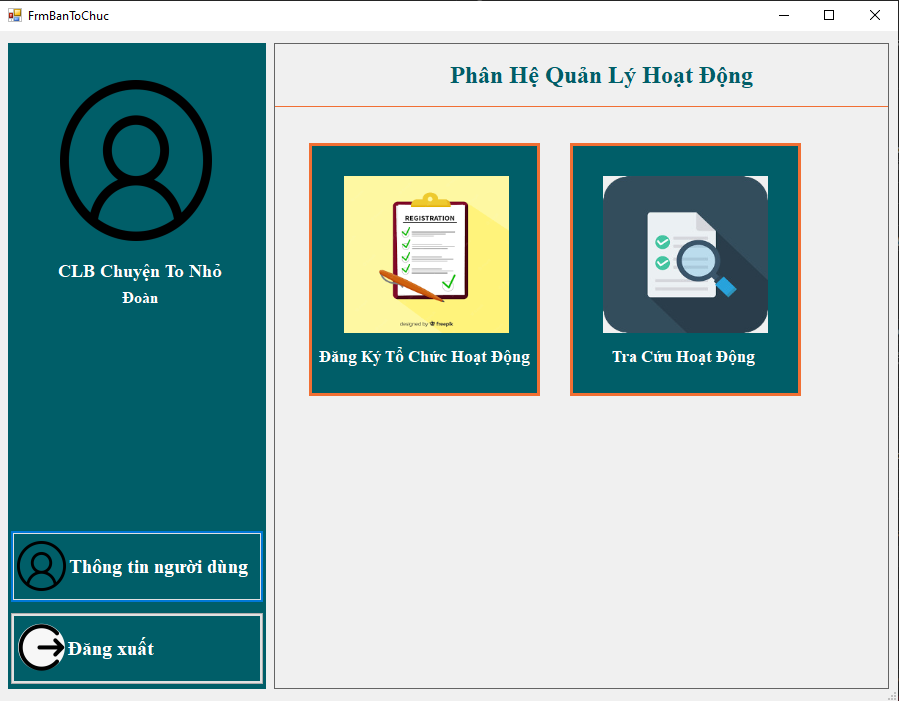 FrmBanToChuc
CLB Chuyện To Nhỏ
Đoàn
Thông tin người dùng
Đăng xuất
Phân Hệ Quản Lý Hoạt Động
REGISTRATION
designed by freepik
Đăng Ký Tổ Chức Hoạt Động
Tra Cứu Hoạt Động